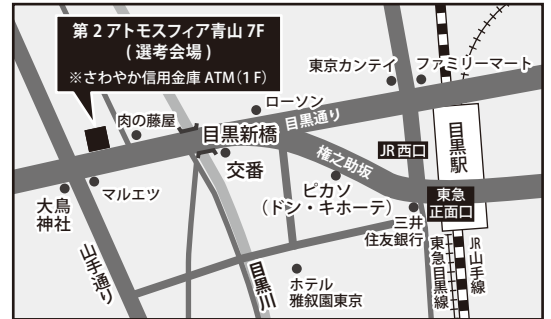 第2アトモスフィア青山 7F
(選考会場)
※さわやか信用金庫 ATM(1F)
東京カンテイ
ファミリーマート
ローソン
目黒通り
肉の藤屋
目黒新橋
交番
権之助坂
JR西口
目黒駅
マルエツ
大鳥
神社
ピカソ
(ドン・キホーテ)
東急
正面口
三井
住友銀行
山手通り
目黒川
ホテル
雅叙園東京
東急目黒線
JR山手線